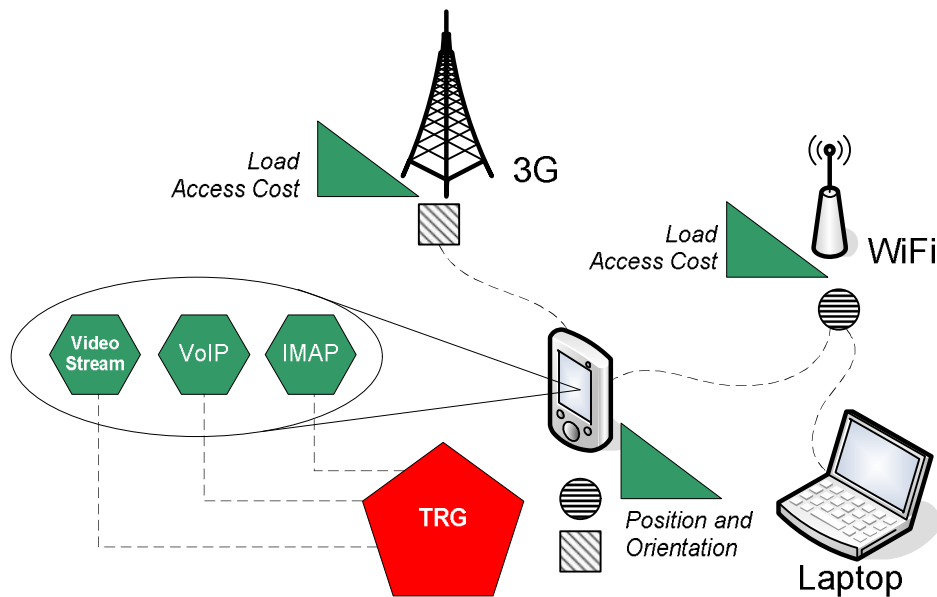 Load
Access Cost
3G
Load
Access Cost
WiFi
Video
Stream
VoIP
IMAP
TRG
Position and
Orientation
Laptop